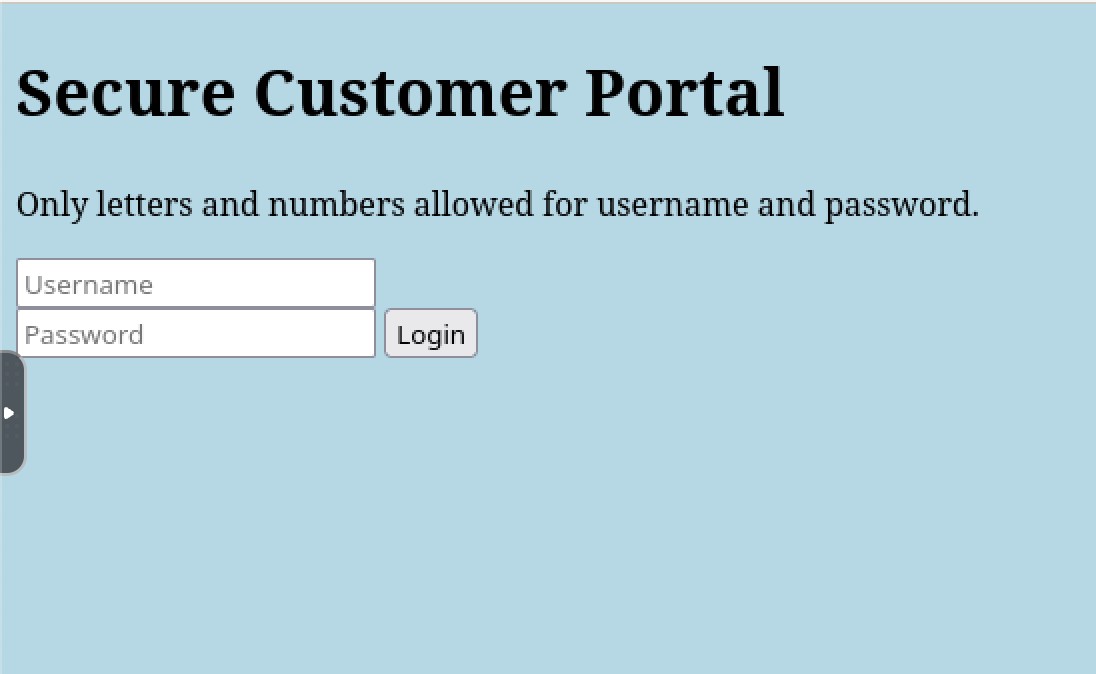 Secure Customer Portal
Only letters and numbers allowed for username and password.
Username
Password
Login